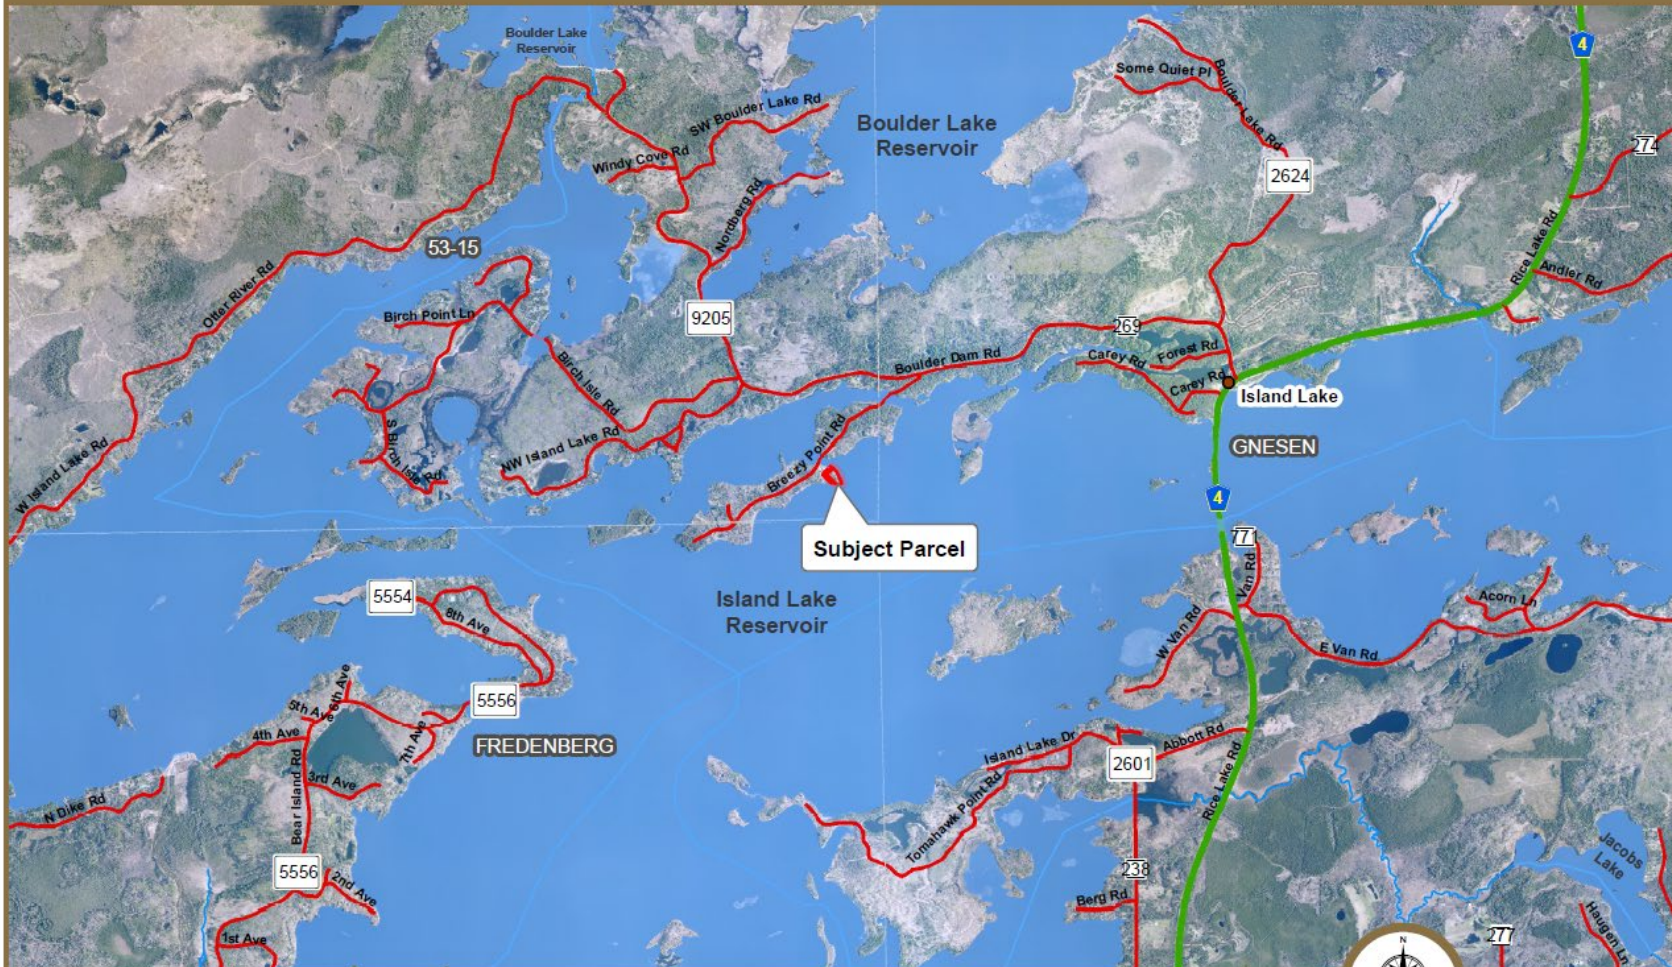 Boulder Lake
Reservoir
4
Some Quiet Pl
Boulder Lake Rd
SW Boulder Lake Rd
Boulder Lake
Reservoir
274
Windy Cove Rd
2624
Nordberg Rd
53-15
Rice Lake Rd
Andler Rd
Otter River Rd
Birch Point Ln
9205
269
Forest Rd
Boulder Dam Rd
Carey Rd
Birch Isle Rd
Carey Rd
Island Lake
S Birch Isle Rd
NW Island Lake Rd
Breezy Point Rd
GNESEN
W Island Lake Rd
4
771
Subject Parcel
Van Rd
5554
8th Ave
Island Lake
Reservoir
Acorn Ln
W Van Rd
E Van Rd
6th Ave
5556
5th Ave
4th Ave
7th Ave
FREDENBERG
Island Lake Dr
Abbott Rd
2601
3rd Ave
Bear Island Rd
N Dike Rd
Tomahawk Point Rd
Rice Lake Rd
Jacobs
Lake
5556
2nd Ave
238
Berg Rd
1st Ave
277
Haugen Ln
N